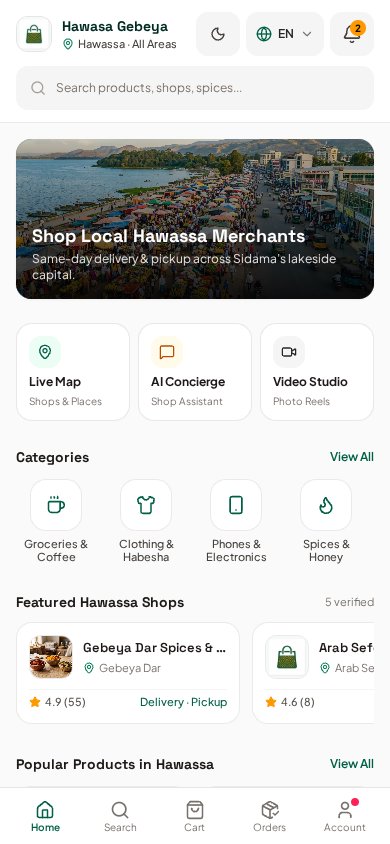 Hawasa Gebeya
Hawassa · All Areas
EN
2
Search products, shops, spices...
Shop Local Hawassa Merchants
Same-day delivery & pickup across Sidama's lakeside
capital.
Live Map
Shops & Places
AI Concierge
Shop Assistant
Video Studio
Photo Reels
Categories
View All
Groceries &
Coffee
Clothing &
Habesha
Phones &
Electronics
Spices &
Honey
Featured Hawassa Shops
5 verified
Gebeya Dar Spices & ...
Gebeya Dar
4.9 (55)
Delivery · Pickup
Arab Sef
Arab Se
4.6 (8)
Popular Products in Hawassa
View All
Home
Search
Cart
Orders
Account